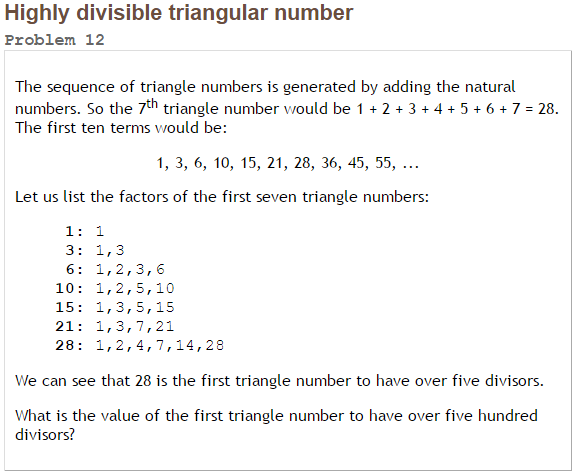 Highly divisible triangular number
Problem 12
The sequence of triangle numbers is generated by adding the natural
numbers. So the 7th triangle number would be 1 + 2 + 3 + 4 + 5 + 6 + 7 = 28.
The first ten terms would be:
1, 3, 6, 10, 15, 21, 28, 36, 45, 55, ...
Let us list the factors of the first seven triangle numbers:
1: 1
3: 1,3
6: 1,2,3,6
10: 1,2,5,10
15: 1,3,5,15
21: 1,3,7,21
28: 1,2,4,7,14,28
We can see that 28 is the first triangle number to have over five divisors.
What is the value of the first triangle number to have over five hundred
divisors?